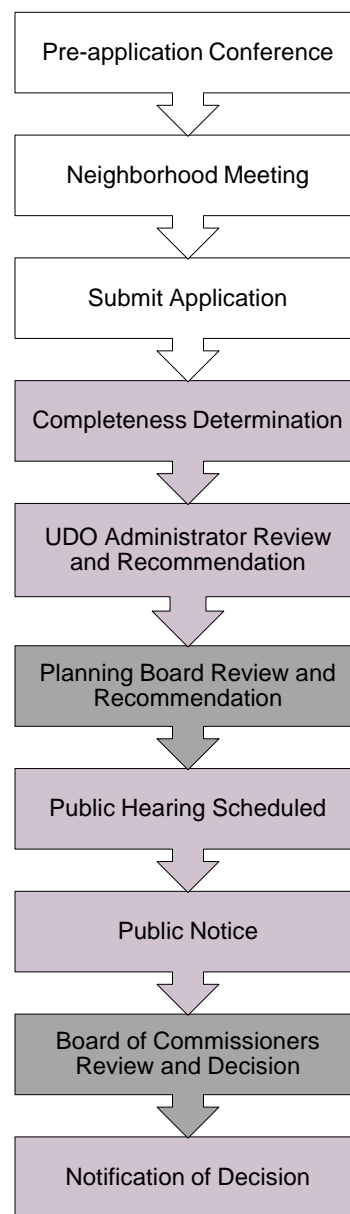 Pre-application Conference
Neighborhood Meeting
Submit Application
Completeness Determination
UDO Administrator Review
and Recommendation
Planning Board Review and
Recommendation
Public Hearing Scheduled
Public Notice
Board of Commissioners
Review and Decision
Notification of Decision